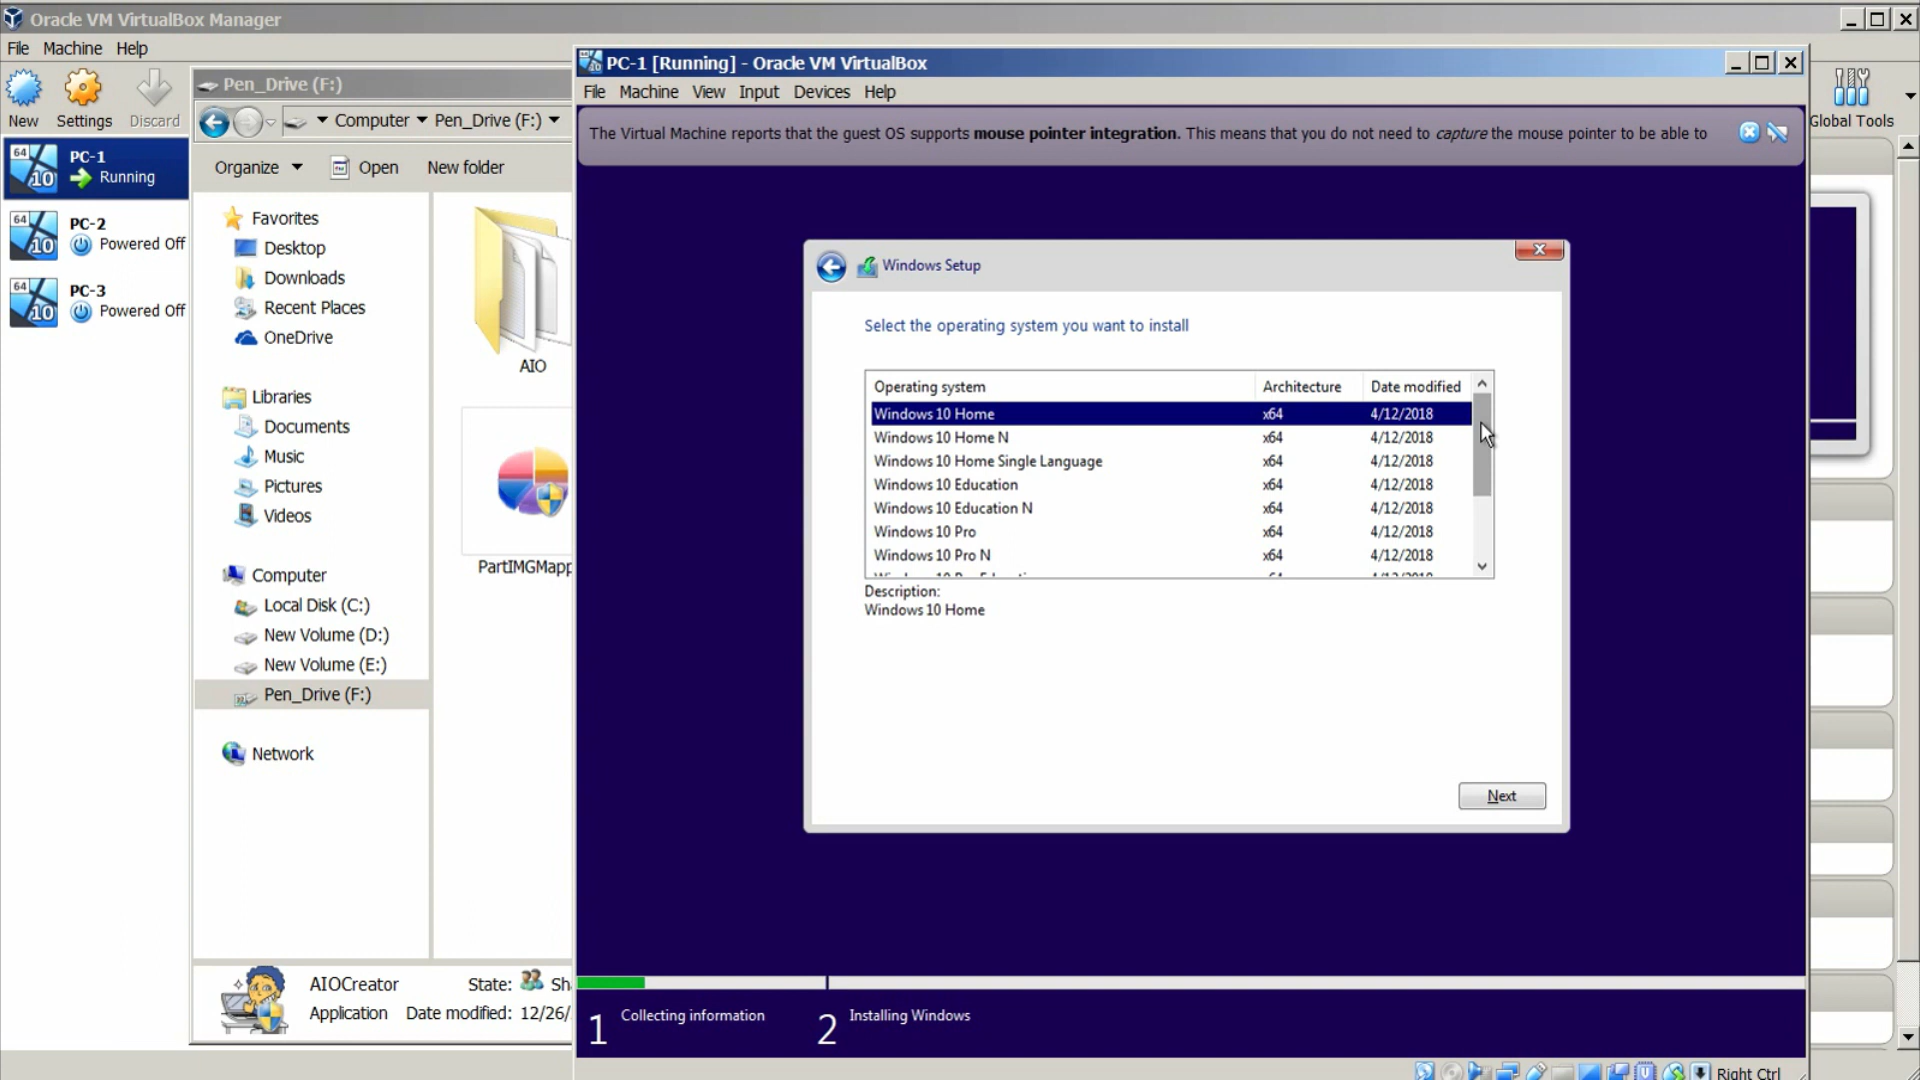 Oracle VM VirtualBox Manager
File Machine Help
New Settings Discard
64 10 PC-1 Running
64 10 PC-2 Powered Off
64 10 PC-3 Powered Off
Global Tools
Pen_Drive (F:)
Computer Pen_Drive (F:)
Organize Open New folder
Favorites
Desktop
Downloads
Recent Places
OneDrive
Libraries
Documents
Music
Pictures
Videos
Computer
Local Disk (C:)
New Volume (D:)
New Volume (E:)
Pen_Drive (F:)
Network
AIO
PartIMGMapp
AIOCreator State: Sh
Application Date modified: 12/26/
PC-1 [Running] - Oracle VM VirtualBox
File Machine View Input Devices Help
The Virtual Machine reports that the guest OS supports mouse pointer integration. This means that you do not need to capture the mouse pointer to be able to
Windows Setup
Select the operating system you want to install
Operating system Architecture Date modified
Windows 10 Home x64 4/12/2018
Windows 10 Home N x64 4/12/2018
Windows 10 Home Single Language x64 4/12/2018
Windows 10 Education x64 4/12/2018
Windows 10 Education N x64 4/12/2018
Windows 10 Pro x64 4/12/2018
Windows 10 Pro N x64 4/12/2018
Description:
Windows 10 Home
Next
1 Collecting information 2 Installing Windows
Right Ctrl